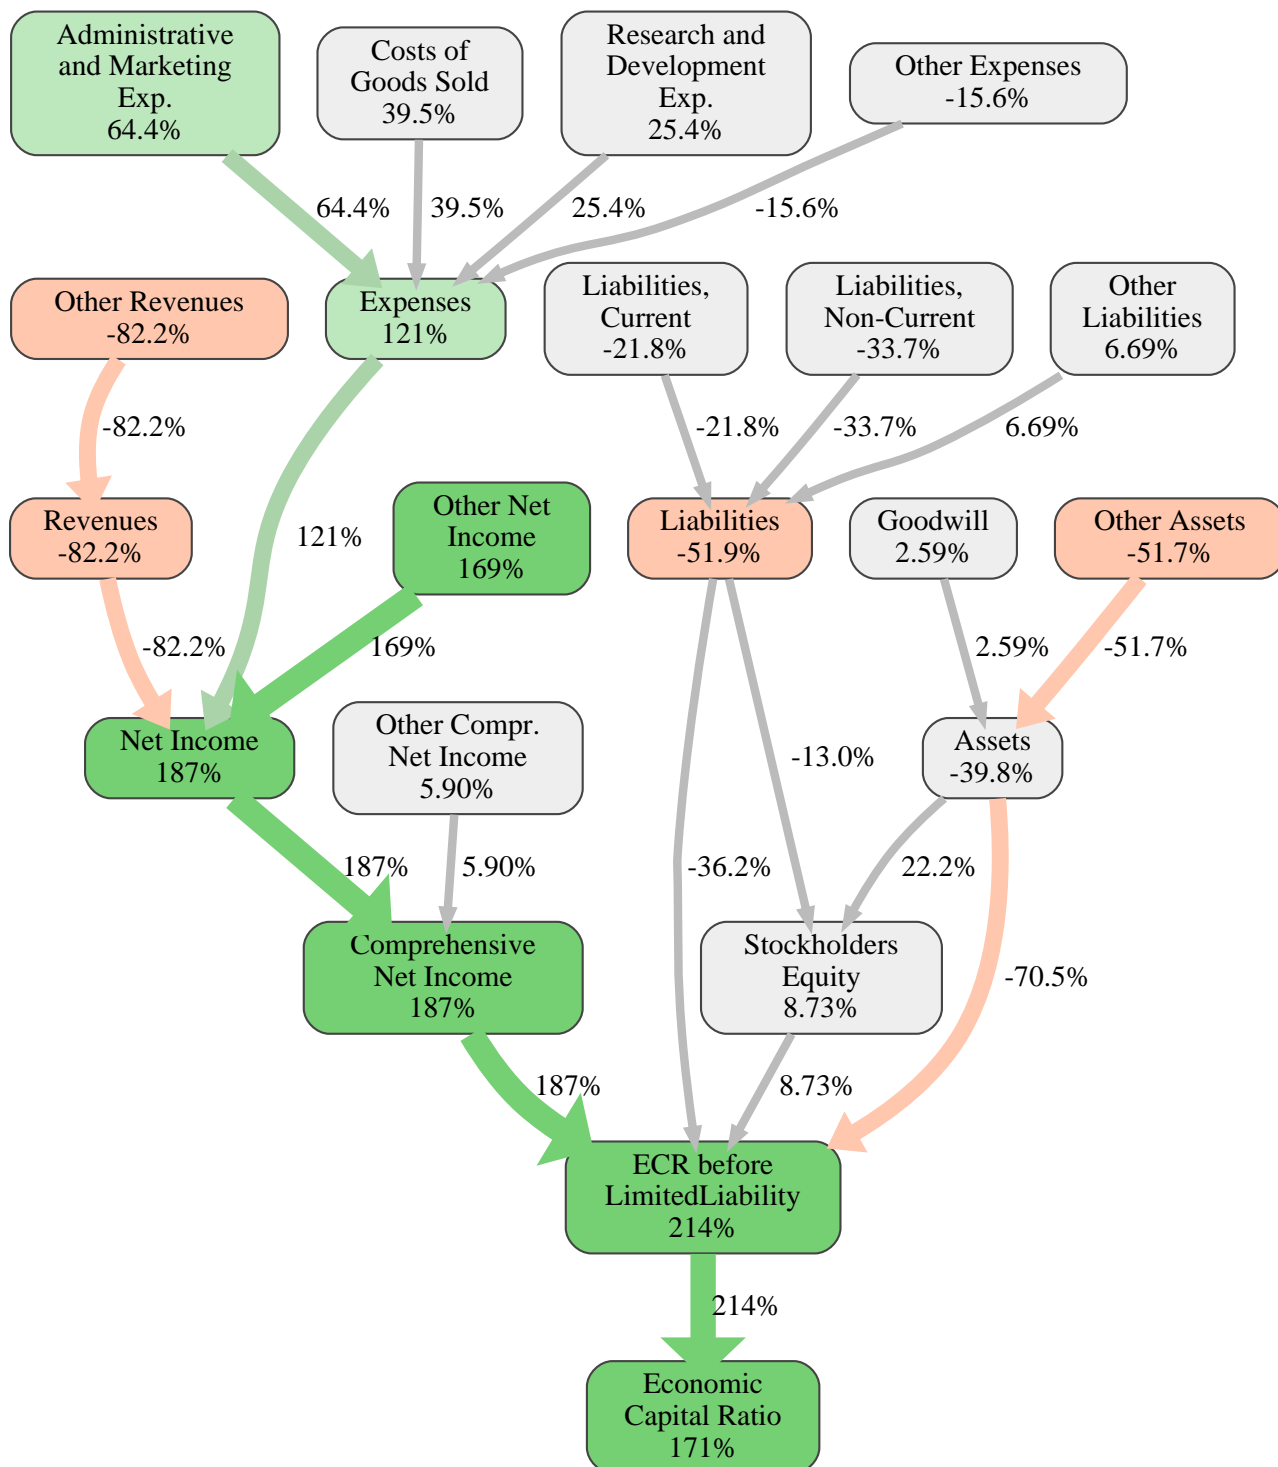 Administrative
and Marketing
Exp.
64.4%
Costs of
Goods Sold
39.5%
Research and
Development
Exp.
25.4%
Other Expenses
-15.6%
64.4%
39.5%
25.4%
-15.6%
Other Revenues
-82.2%
Expenses
121%
Liabilities,
Current
-21.8%
Liabilities,
Non-Current
-33.7%
Other
Liabilities
6.69%
-82.2%
-21.8%
-33.7%
6.69%
Revenues
-82.2%
121%
Other Net
Income
169%
Liabilities
-51.9%
Goodwill
2.59%
Other Assets
-51.7%
-82.2%
169%
2.59%
-51.7%
Net Income
187%
Other Compr.
Net Income
5.90%
-13.0%
Assets
-39.8%
187%
5.90%
-36.2%
22.2%
Comprehensive
Net Income
187%
Stockholders
Equity
8.73%
-70.5%
187%
8.73%
ECR before
LimitedLiability
214%
214%
Economic
Capital Ratio
171%